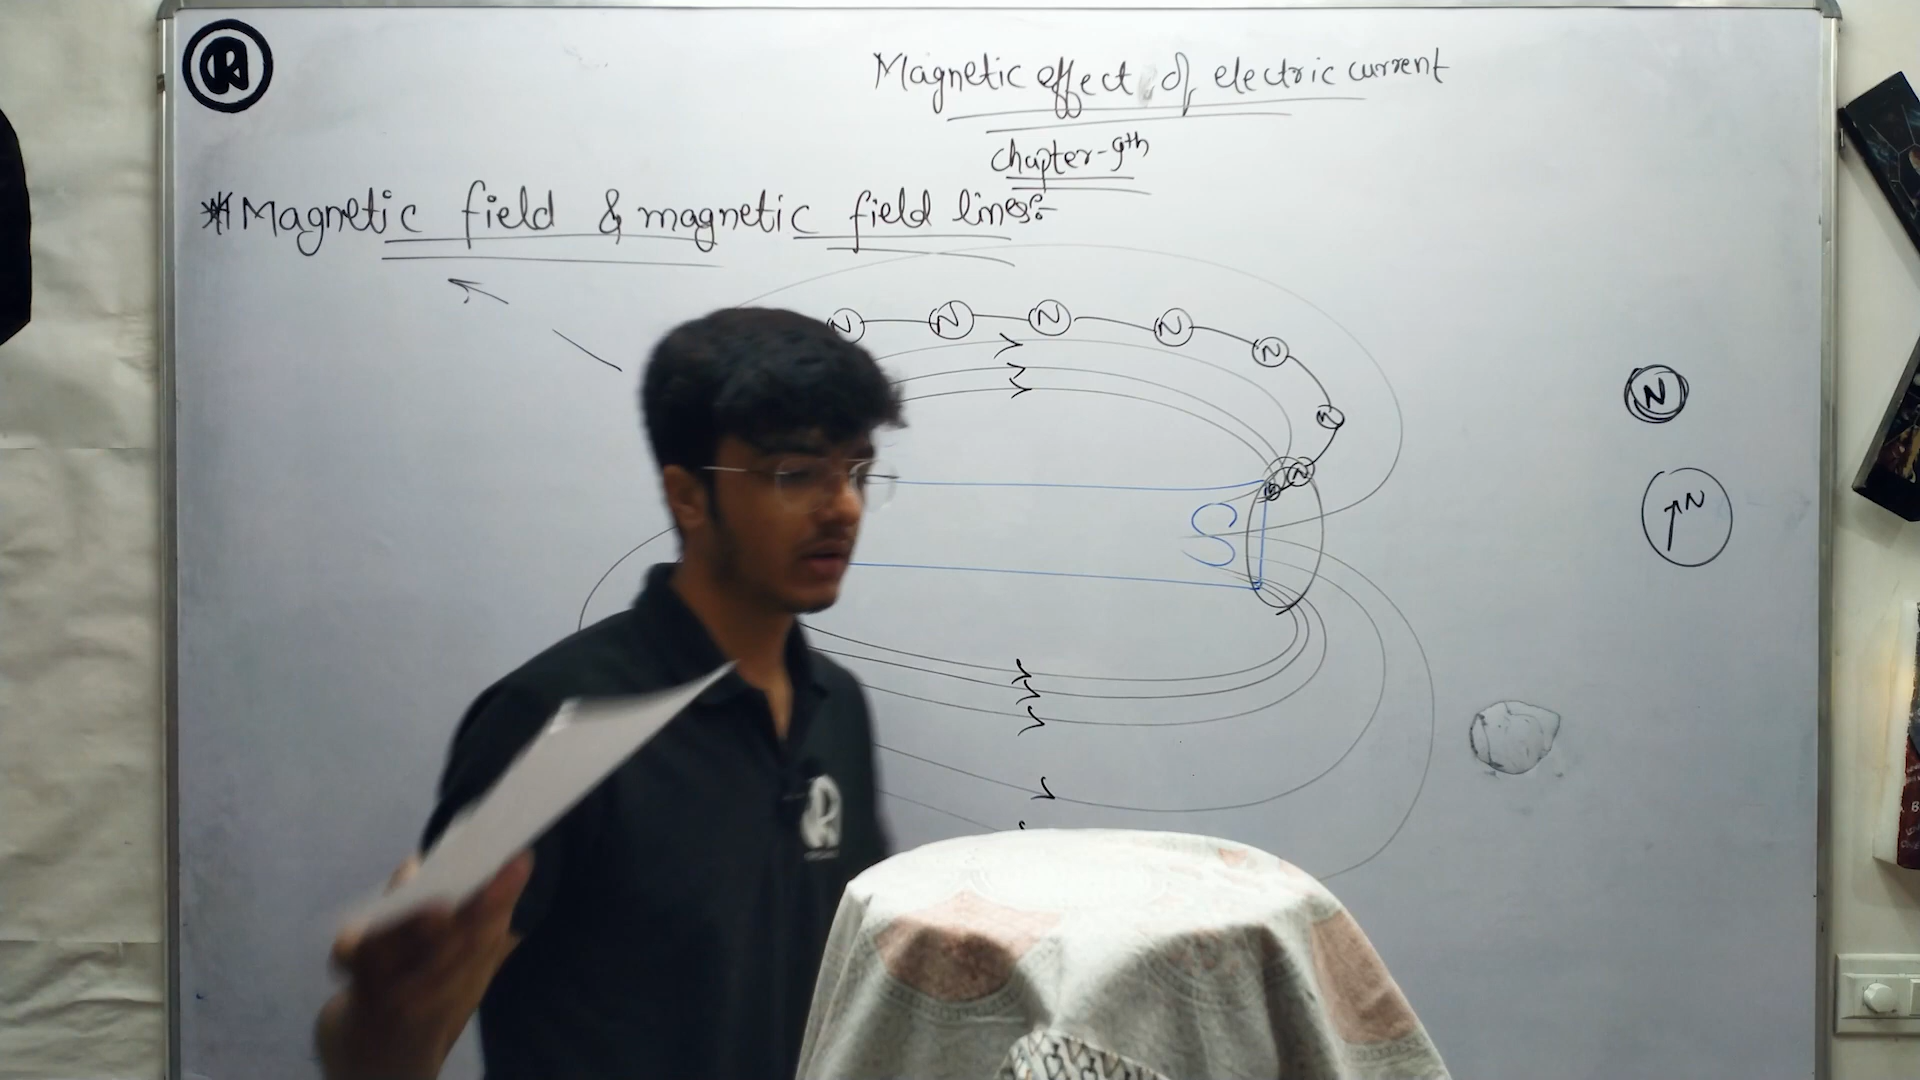 R
Magnetic effect of electric current
chapter-9th
* Magnetic field & magnetic field lines:-
N N N N N
N
N
N
S
N
N
R